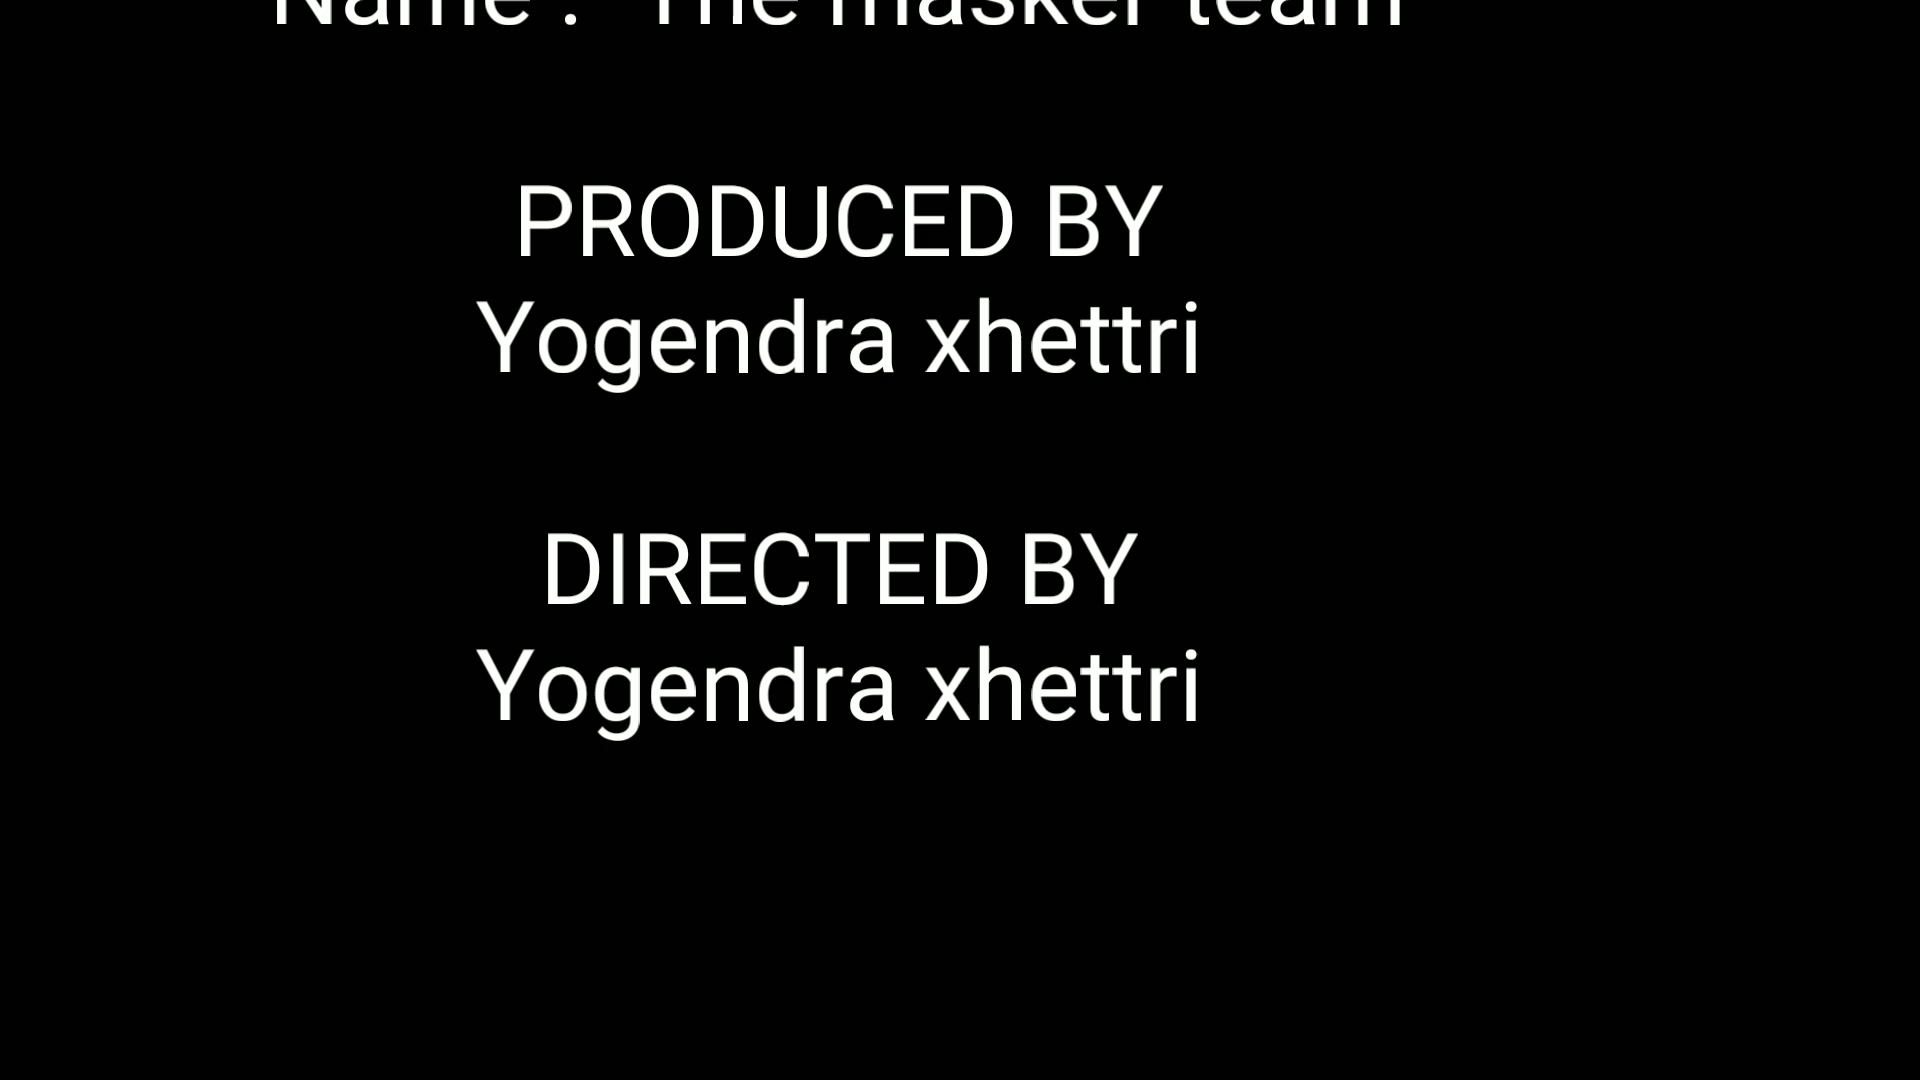 Name : The masker team
PRODUCED BY
Yogendra xhettri
DIRECTED BY
Yogendra xhettri